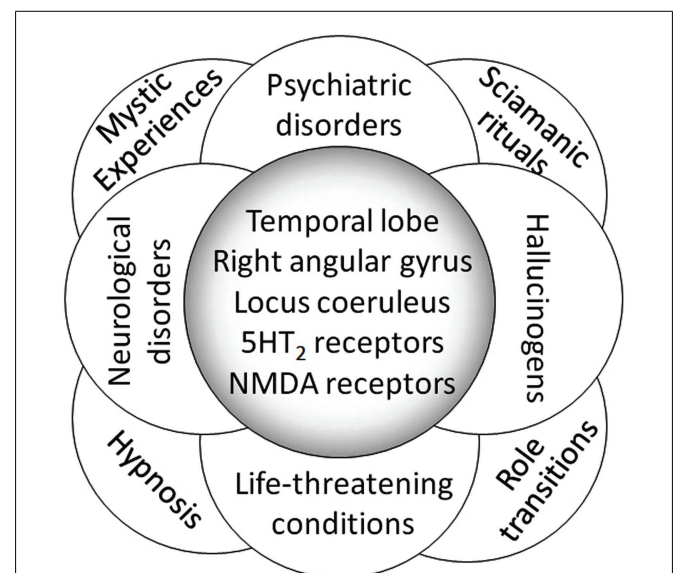 Mystic
Experiences
Psychiatric
disorders
Sciamanic
rituals
Neurological
disorders
Temporal lobe
Right angular gyrus
Locus coeruleus
5HT₂ receptors
NMDA receptors
Hallucinogens
Hypnosis
Life-threatening
conditions
Role
transitions